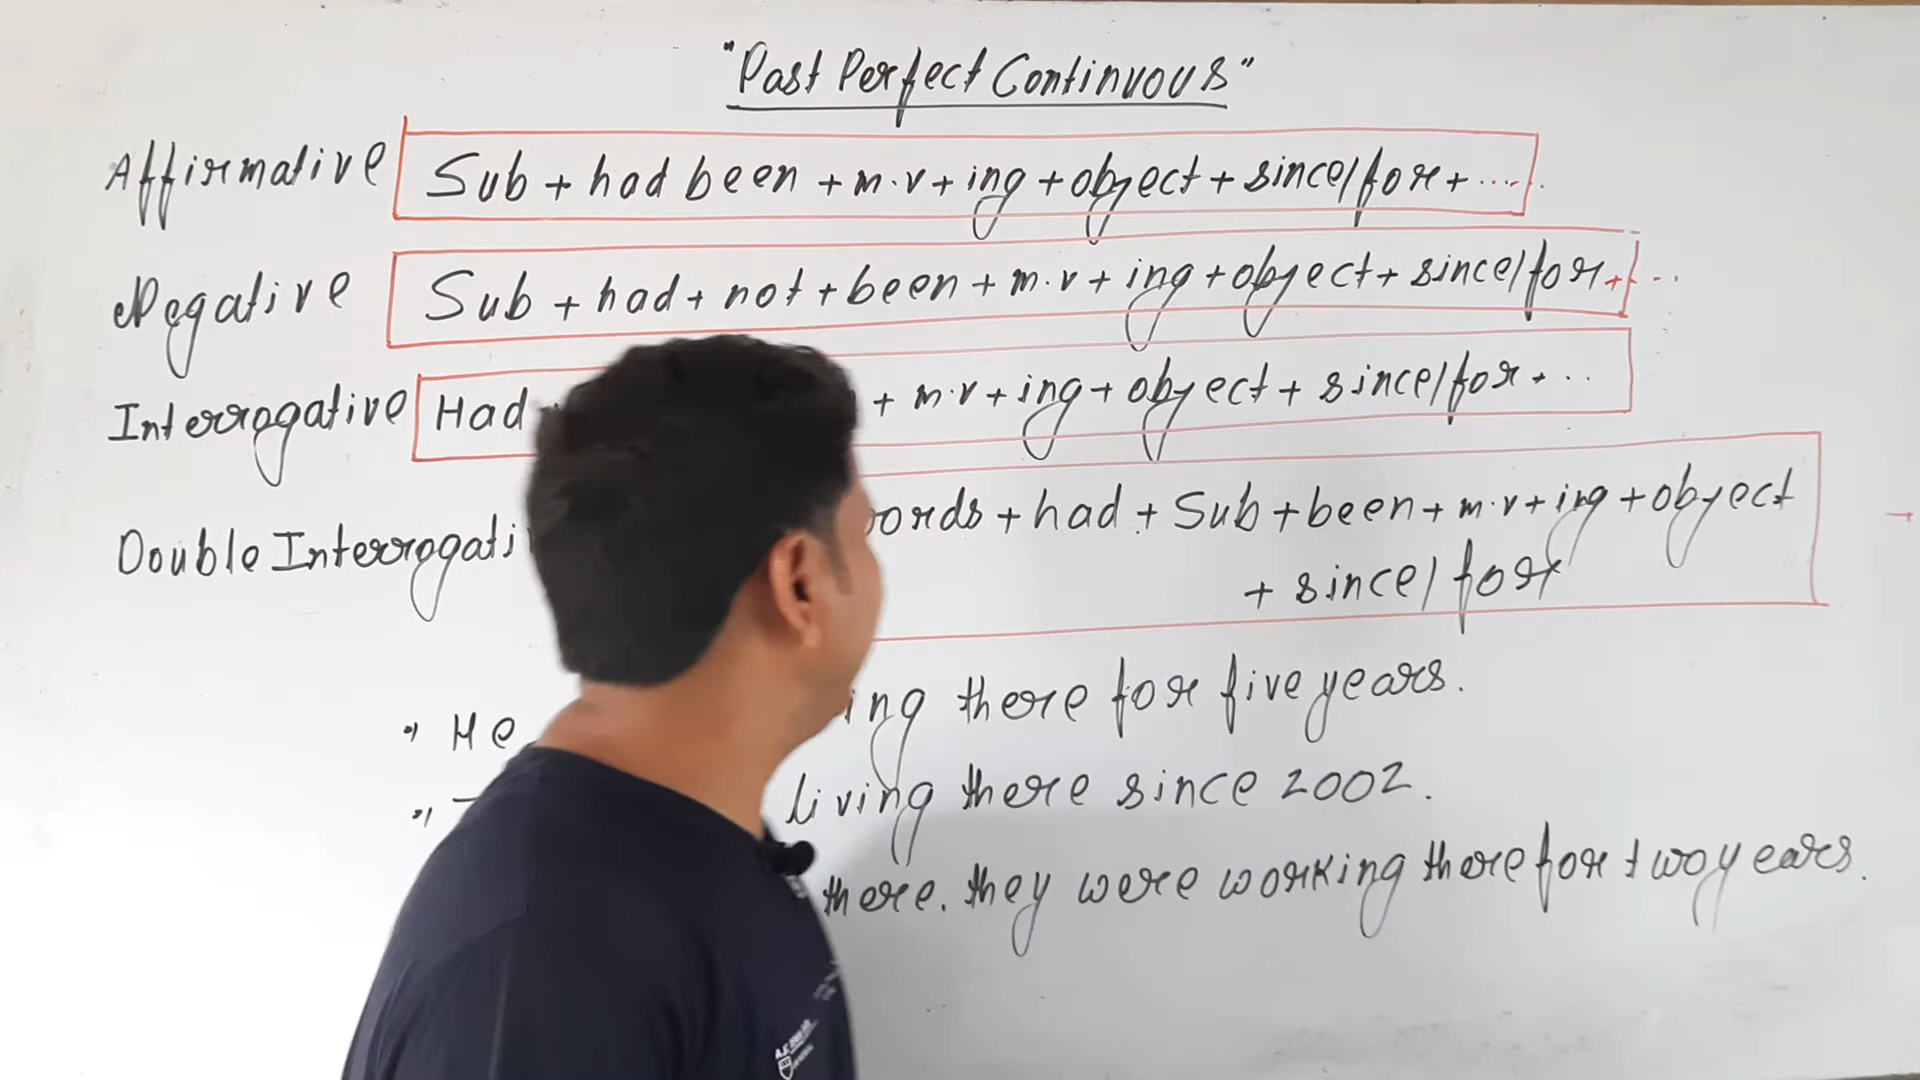 "Past Perfect Continuous"
Affirmative Sub + had been + m.v + ing + object + since/for + .....
Negative Sub + had + not + been + m.v + ing + object + since/for + ...
Interrogative Had + m.v + ing + object + since/for + ...
Double Interrogati + had + Sub + been + m.v + ing + object
+ since/for
He ing there for five years.
living there since 2002.
there. they were working there for two years.